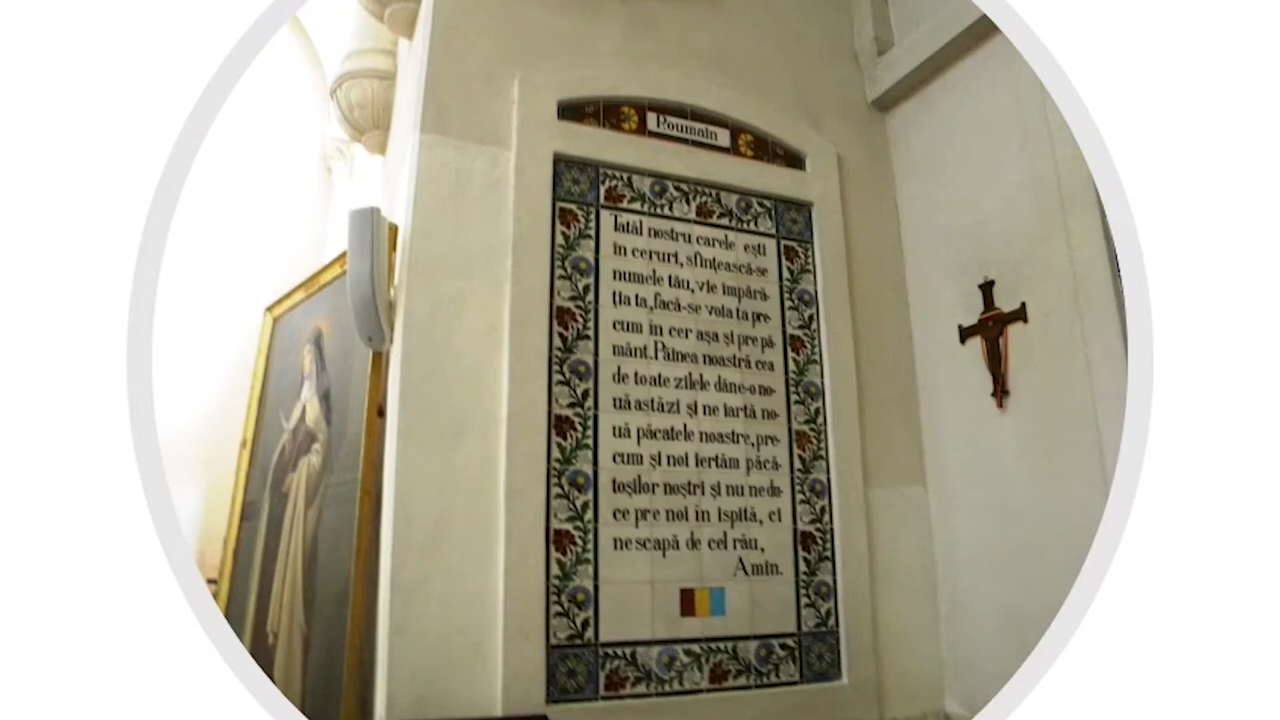 Roumain
Tatăl nostru carele ești
in ceruri, sfințească-se
numele tău, vie împără-
ția ta, facă-se voia ta pre-
cum in cer așa și pre pă-
mânt. Pâinea noastră cea
de toate zilele dăne-o no-
uă astăzi și ne iartă no-
uă păcatele noastre, pre-
cum și noi iertăm păcă-
toșilor noștri și nu ne du-
ce pre noi in ispită, ci
ne scapă de cel rău,
Amin.